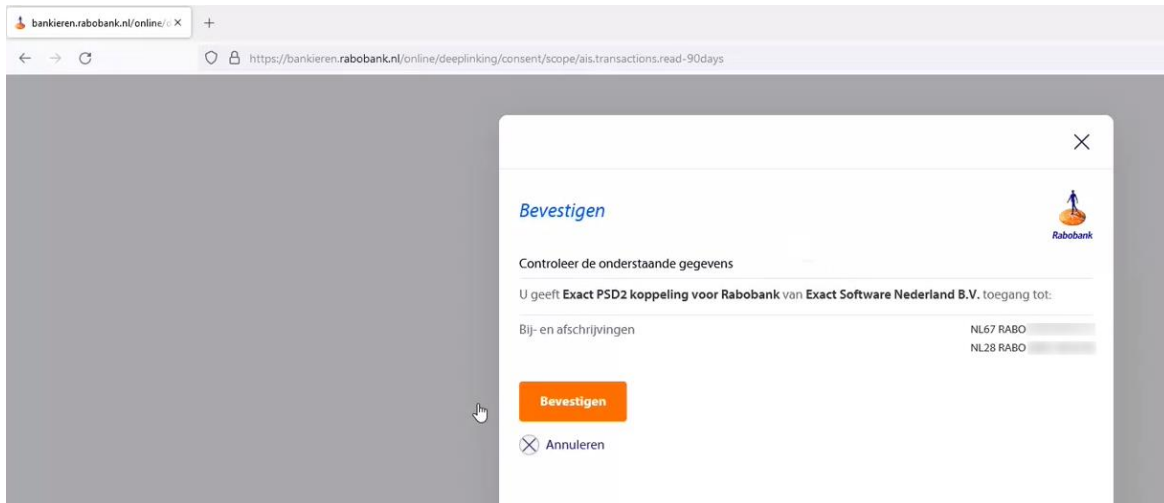 bankieren.rabobank.nl/online/d
https://bankieren.rabobank.nl/online/deeplinking/consent/scope/ais.transactions.read-90days
Bevestigen
Rabobank
Controleer de onderstaande gegevens
U geeft Exact PSD2 koppeling voor Rabobank van Exact Software Nederland B.V. toegang tot:
Bij- en afschrijvingen NL67 RABO
NL28 RABO
Bevestigen
Annuleren